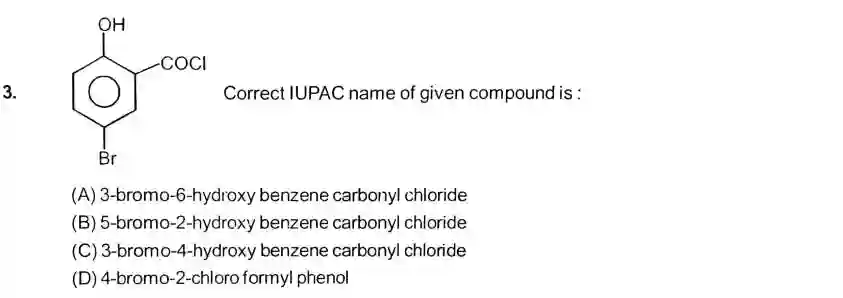 OH
COCl
3.
Correct IUPAC name of given compound is :
Br
(A) 3-bromo-6-hydroxy benzene carbonyl chloride
(B) 5-bromo-2-hydroxy benzene carbonyl chloride
(C) 3-bromo-4-hydroxy benzene carbonyl chloride
(D) 4-bromo-2-chloro formyl phenol